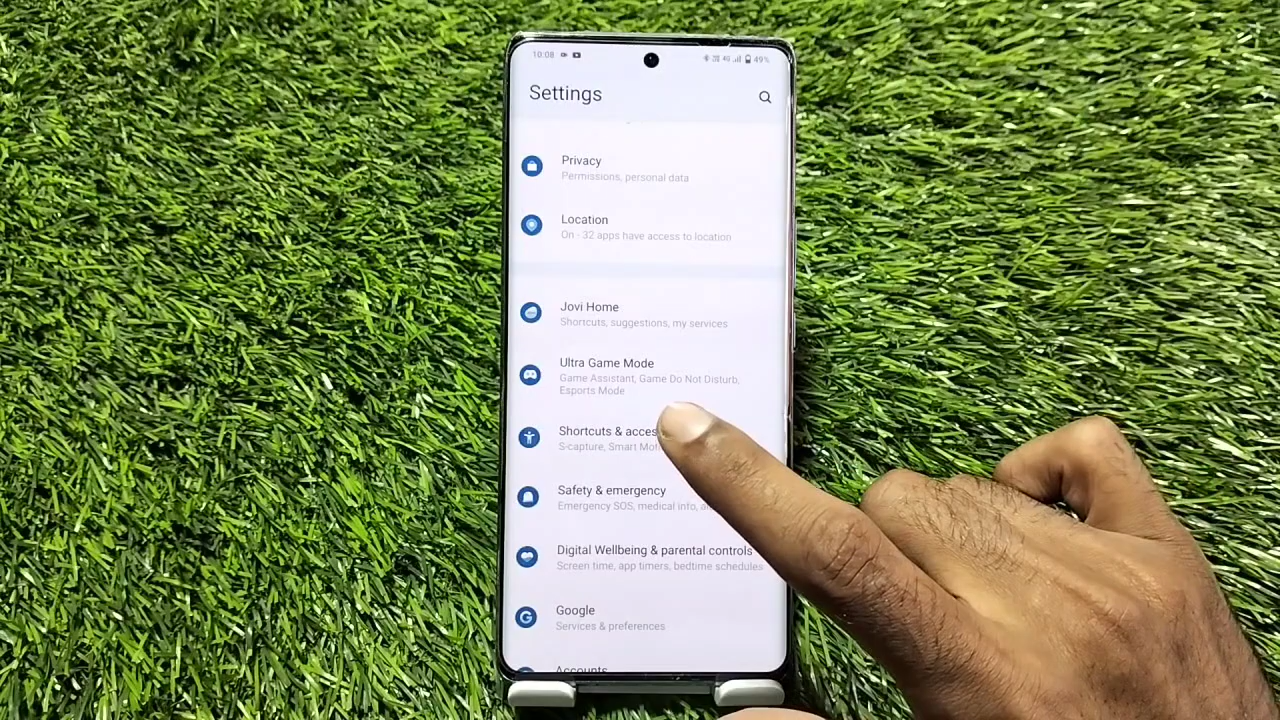 10:08
49%
Settings
Privacy
Permissions, personal data
Location
On - 32 apps have access to location
Jovi Home
Shortcuts, suggestions, my services
Ultra Game Mode
Game Assistant, Game Do Not Disturb,
Esports Mode
Shortcuts &
S-capture, Smart
Safety & emergency
Emergency SOS, medical info,
Digital Wellbeing & parental controls
Screen time, app timers, bedtime schedules
Google
Services & preferences
Accounts